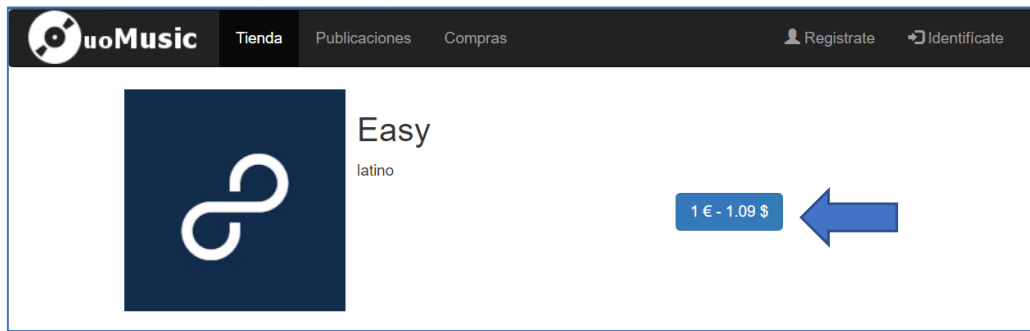 uoMusic Tienda Publicaciones Compras Registrate Identifícate
Easy
latino
1 € - 1.09 $